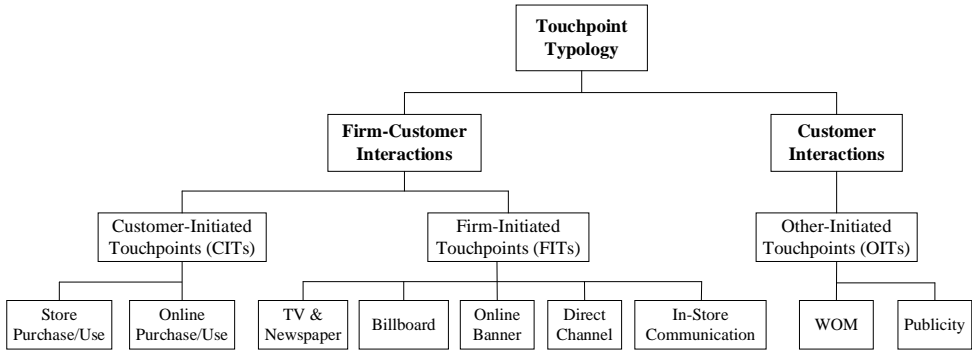 Touchpoint
Typology
Firm-Customer
Interactions
Customer
Interactions
Customer-Initiated
Touchpoints (CITs)
Firm-Initiated
Touchpoints (FITs)
Other-Initiated
Touchpoints (OITs)
Store
Purchase/Use
Online
Purchase/Use
TV &
Newspaper
Billboard
Online
Banner
Direct
Channel
In-Store
Communication
WOM
Publicity